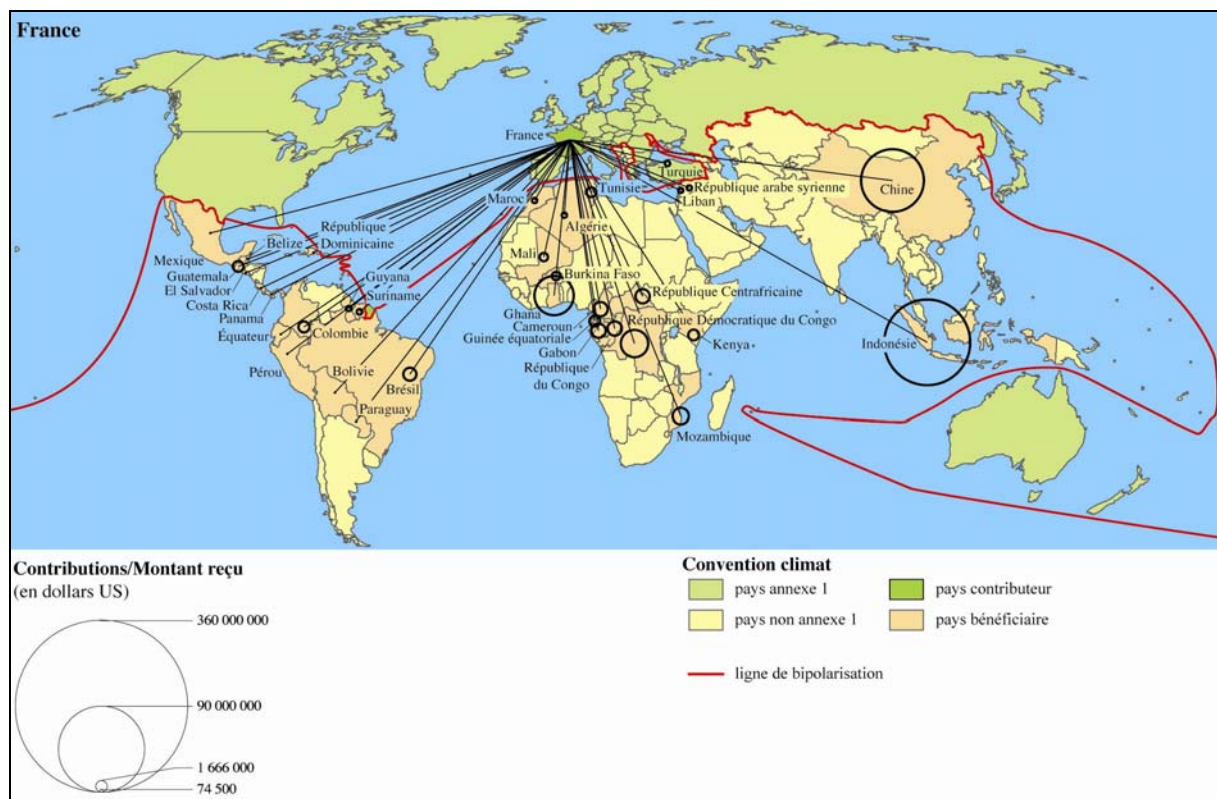 France
France
Turquie
Tunisie
République arabe syrienne
Liban
Chine
Maroc
Algérie
Mali
Burkina Faso
République
Dominicaine
Belize
Mexique
Guatemala
El Salvador
Costa Rica
Panama
Équateur
Guyana
Suriname
Colombie
Pérou
Bolivie
Brésil
Paraguay
Ghana
Cameroun
Guinée équatoriale
Gabon
République
du Congo
République Centrafricaine
République Démocratique du Congo
Kenya
Mozambique
Indonésie
Contributions/Montant reçu
(en dollars US)
360 000 000
90 000 000
1 666 000
74 500
Convention climat
pays annexe 1
pays contributeur
pays non annexe 1
pays bénéficiaire
ligne de bipolarisation